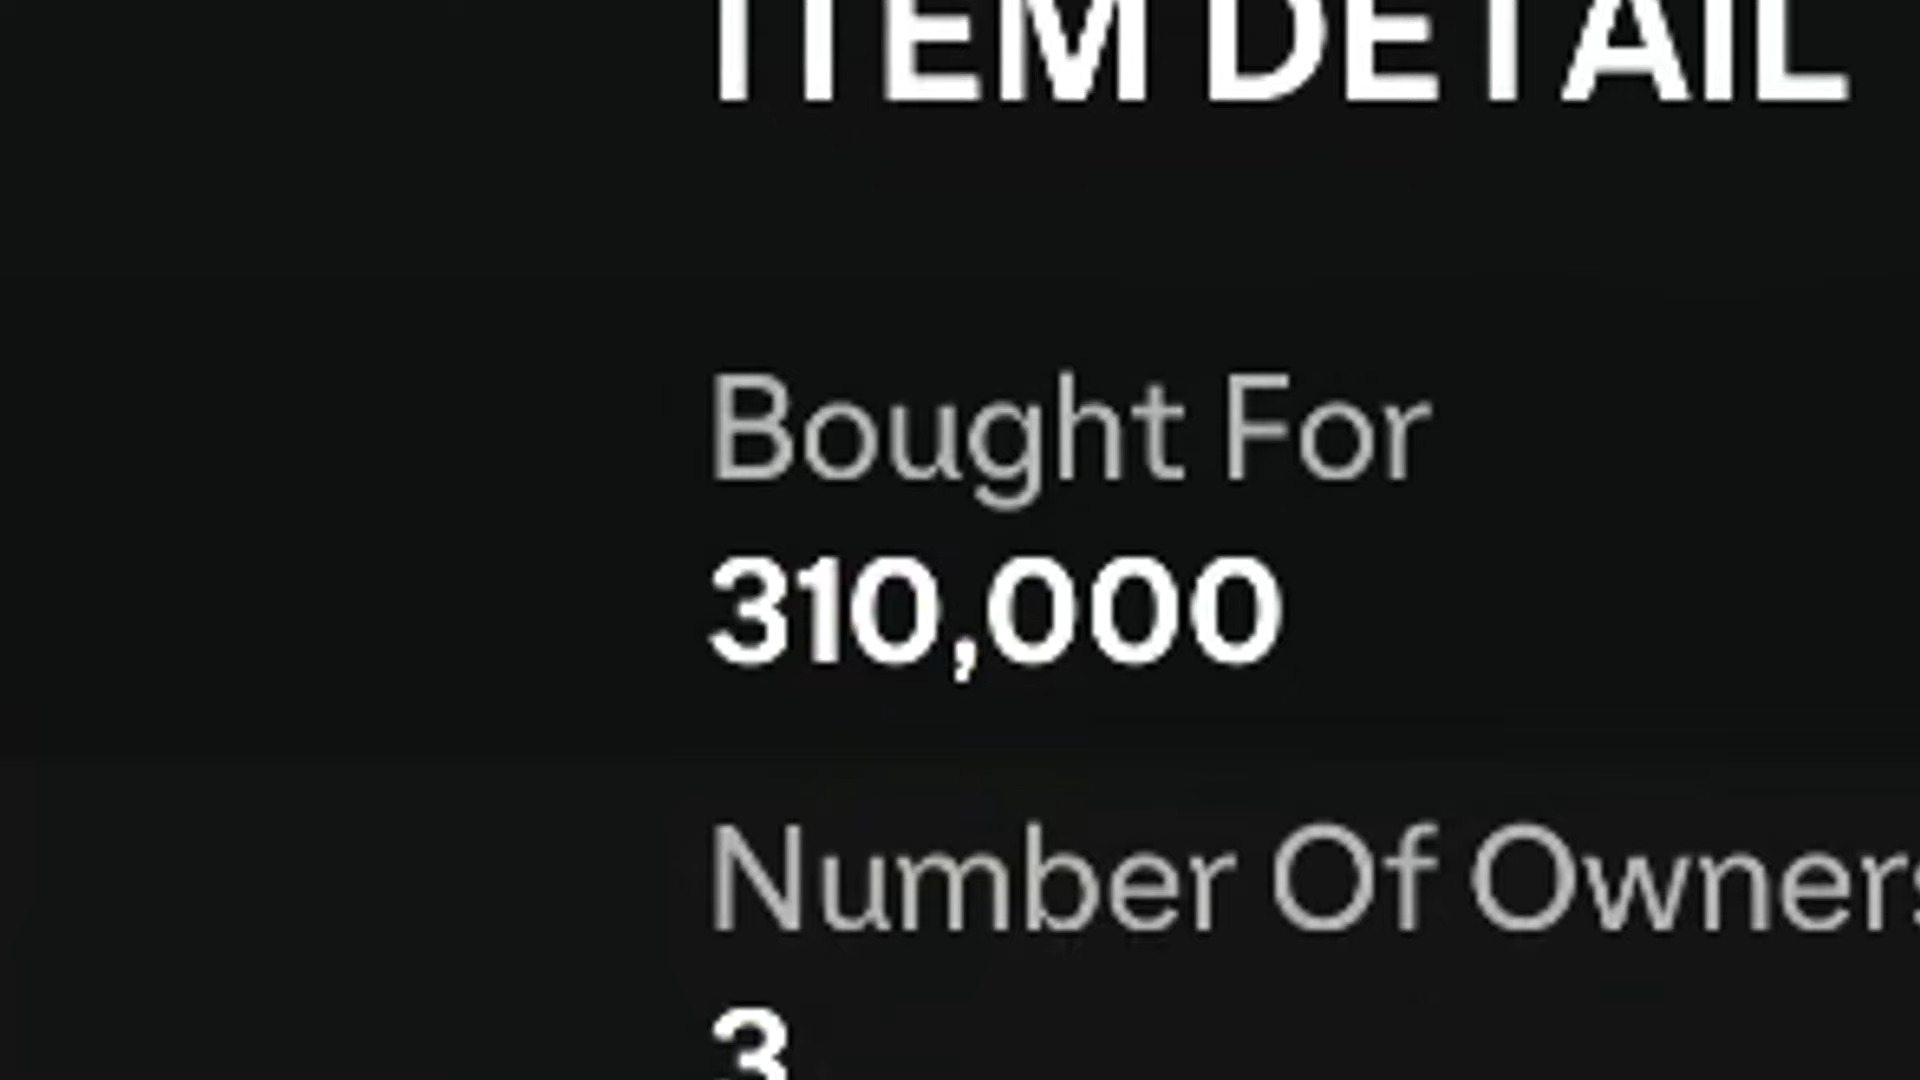 ITEM DETAIL
Bought For
310,000
Number Of Owners
3